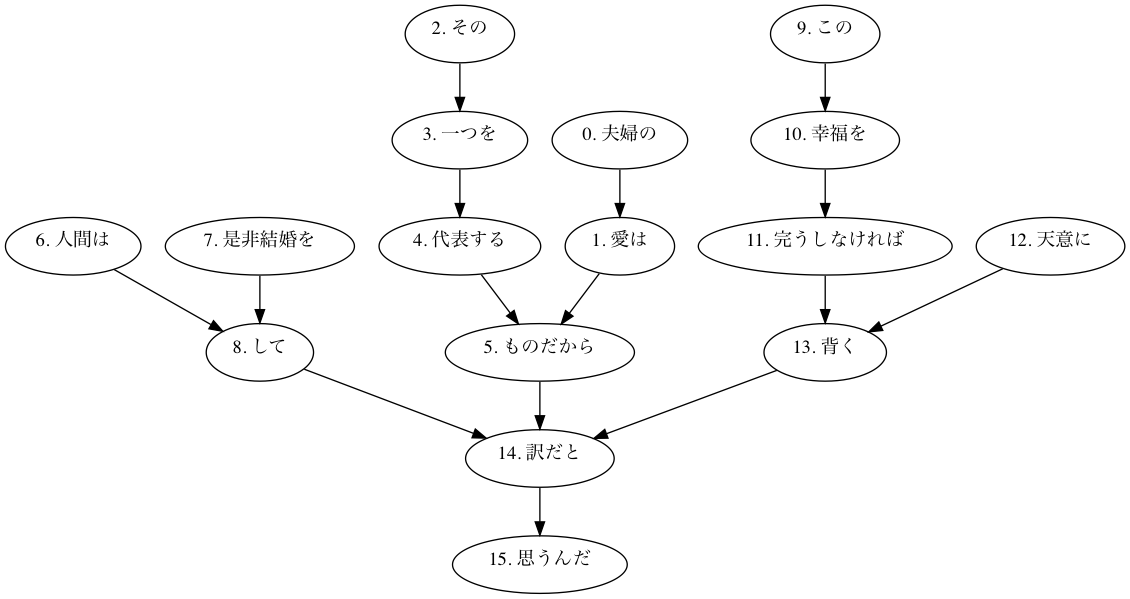 2. その
9. この
3. 一つを
0. 夫婦の
10. 幸福を
6. 人間は
7. 是非結婚を
4. 代表する
1. 愛は
11. 完うしなければ
12. 天意に
8. して
5. ものだから
13. 背く
14. 訳だと
15. 思うんだ